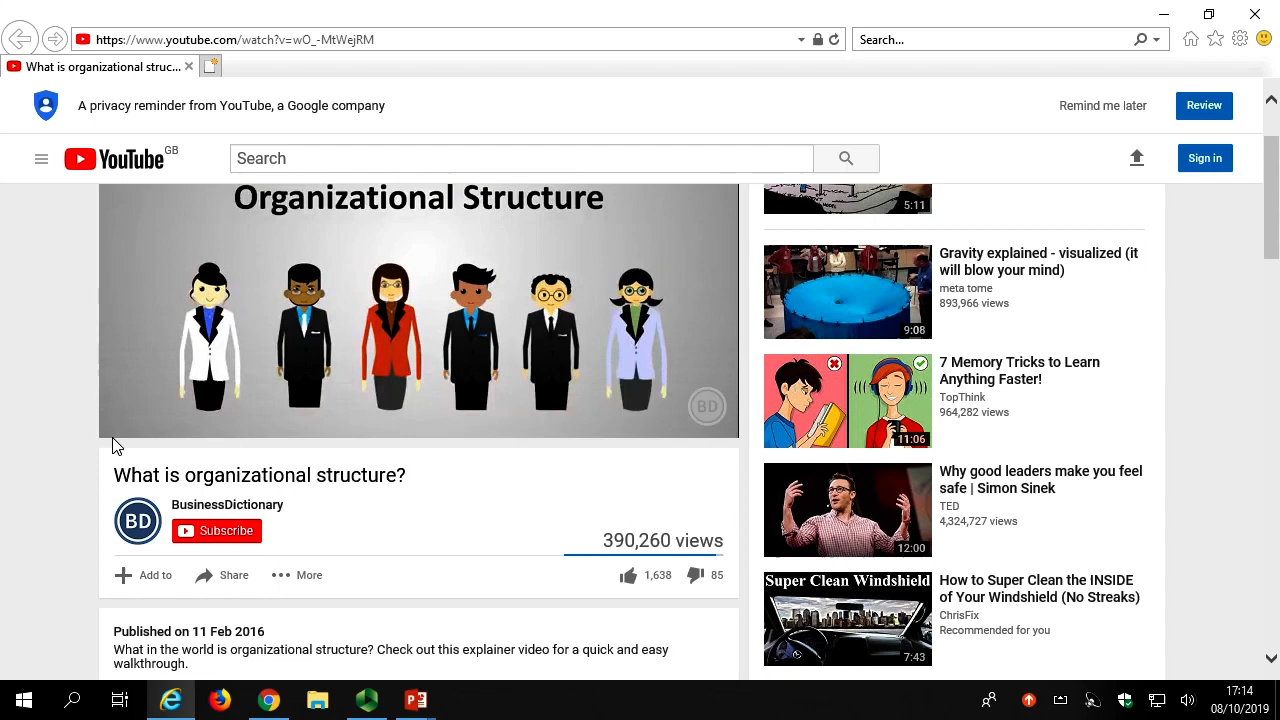 https://www.youtube.com/watch?v=wO_-MtWejRM
Search...
What is organizational struc...
A privacy reminder from YouTube, a Google company
Remind me later
Review
YouTube GB
Search
Sign in
Organizational Structure
BD
What is organizational structure?
BD
BusinessDictionary
Subscribe
390,260 views
Add to
Share
More
1,638
85
Published on 11 Feb 2016
What in the world is organizational structure? Check out this explainer video for a quick and easy
walkthrough.
5:11
Gravity explained - visualized (it
will blow your mind)
meta tome
893,966 views
9:08
7 Memory Tricks to Learn
Anything Faster!
TopThink
964,282 views
11:06
Why good leaders make you feel
safe | Simon Sinek
TED
4,324,727 views
12:00
Super Clean Windshield
How to Super Clean the INSIDE
of Your Windshield (No Streaks)
ChrisFix
Recommended for you
7:43
17:14
08/10/2019